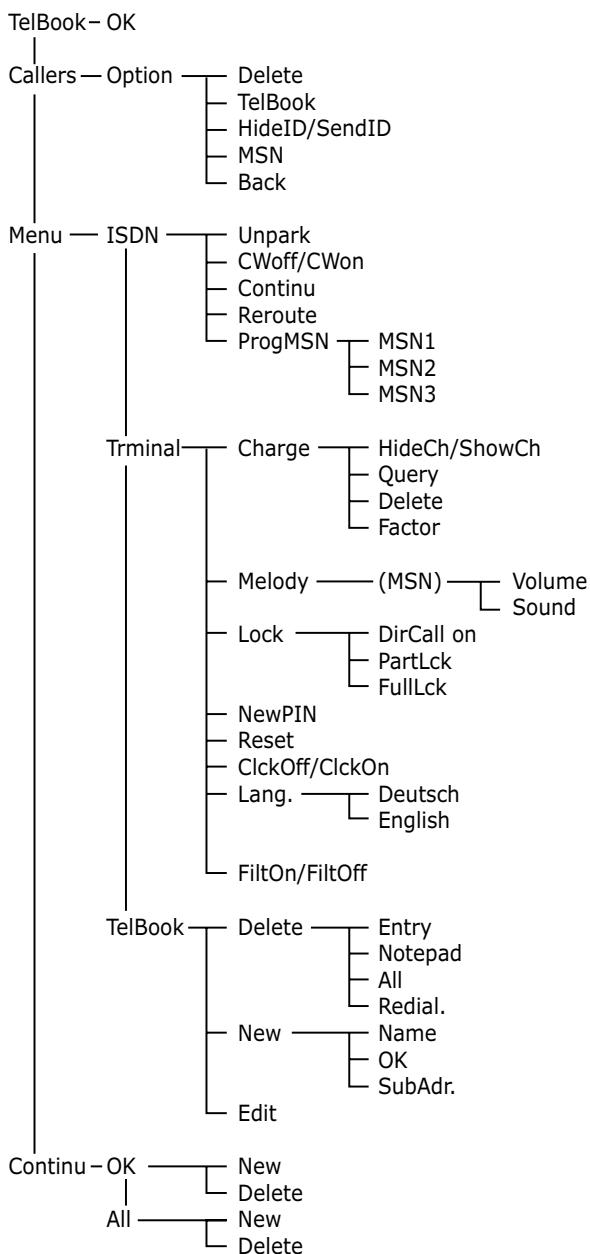 TelBook OK
Callers Option Delete
TelBook
HideID/SendID
MSN
Back
Menu ISDN Unpark
CWoff/CWon
Continu
Reroute
ProgMSN MSN1
MSN2
MSN3
Trminal Charge HideCh/ShowCh
Query
Delete
Factor
Melody (MSN) Volume
Sound
Lock DirCall on
PartLck
FullLck
NewPIN
Reset
ClckOff/ClckOn
Lang. Deutsch
English
FiltOn/FiltOff
TelBook Delete Entry
Notepad
All
Redial.
New Name
OK
SubAdr.
Edit
Continu OK New
Delete
All New
Delete